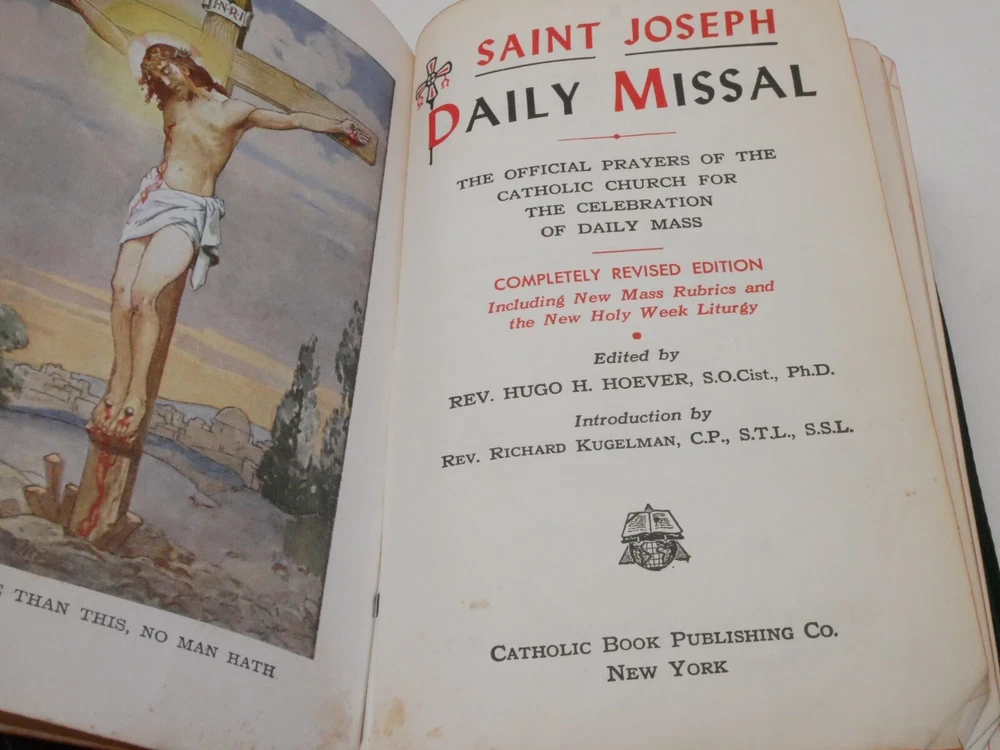 I·N·R·I
THAN THIS, NO MAN HATH
SAINT JOSEPH
DAILY MISSAL
THE OFFICIAL PRAYERS OF THE
CATHOLIC CHURCH FOR
THE CELEBRATION
OF DAILY MASS
COMPLETELY REVISED EDITION
Including New Mass Rubrics and
the New Holy Week Liturgy
Edited by
REV. HUGO H. HOEVER, S.O.Cist., Ph.D.
Introduction by
REV. RICHARD KUGELMAN, C.P., S.T.L., S.S.L.
CATHOLIC BOOK PUBLISHING CO.
NEW YORK